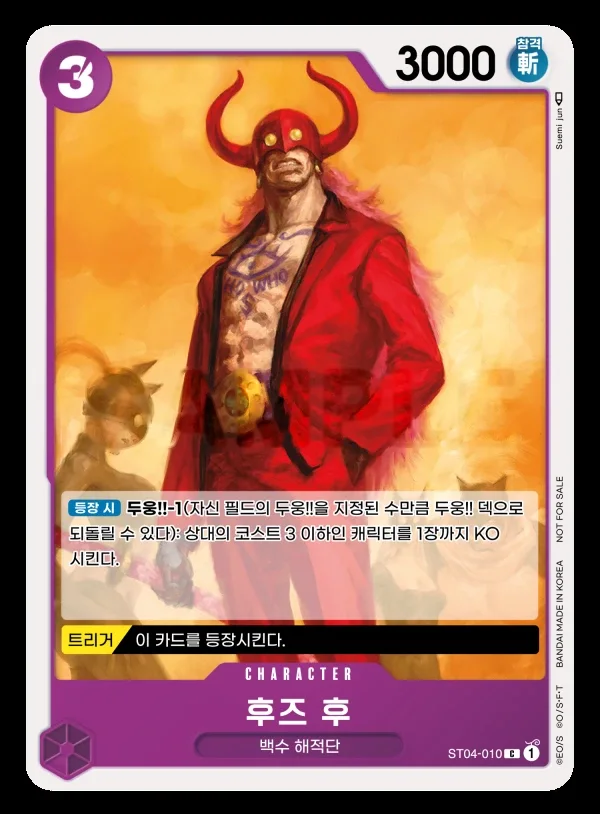 3
3000
참격
斬
Suemi jun
WHO WHO
S
SAMPLE
등장 시 두웅!!-1(자신 필드의 두웅!!을 지정된 수만큼 두웅!! 덱으로
되돌릴 수 있다): 상대의 코스트 3 이하인 캐릭터를 1장까지 KO
시킨다.
트리거 이 카드를 등장시킨다.
CHARACTER
후즈 후
백수 해적단
ST04-010 C 1
©EO/S ©O/S·F·T BANDAI MADE IN KOREA NOT FOR SALE